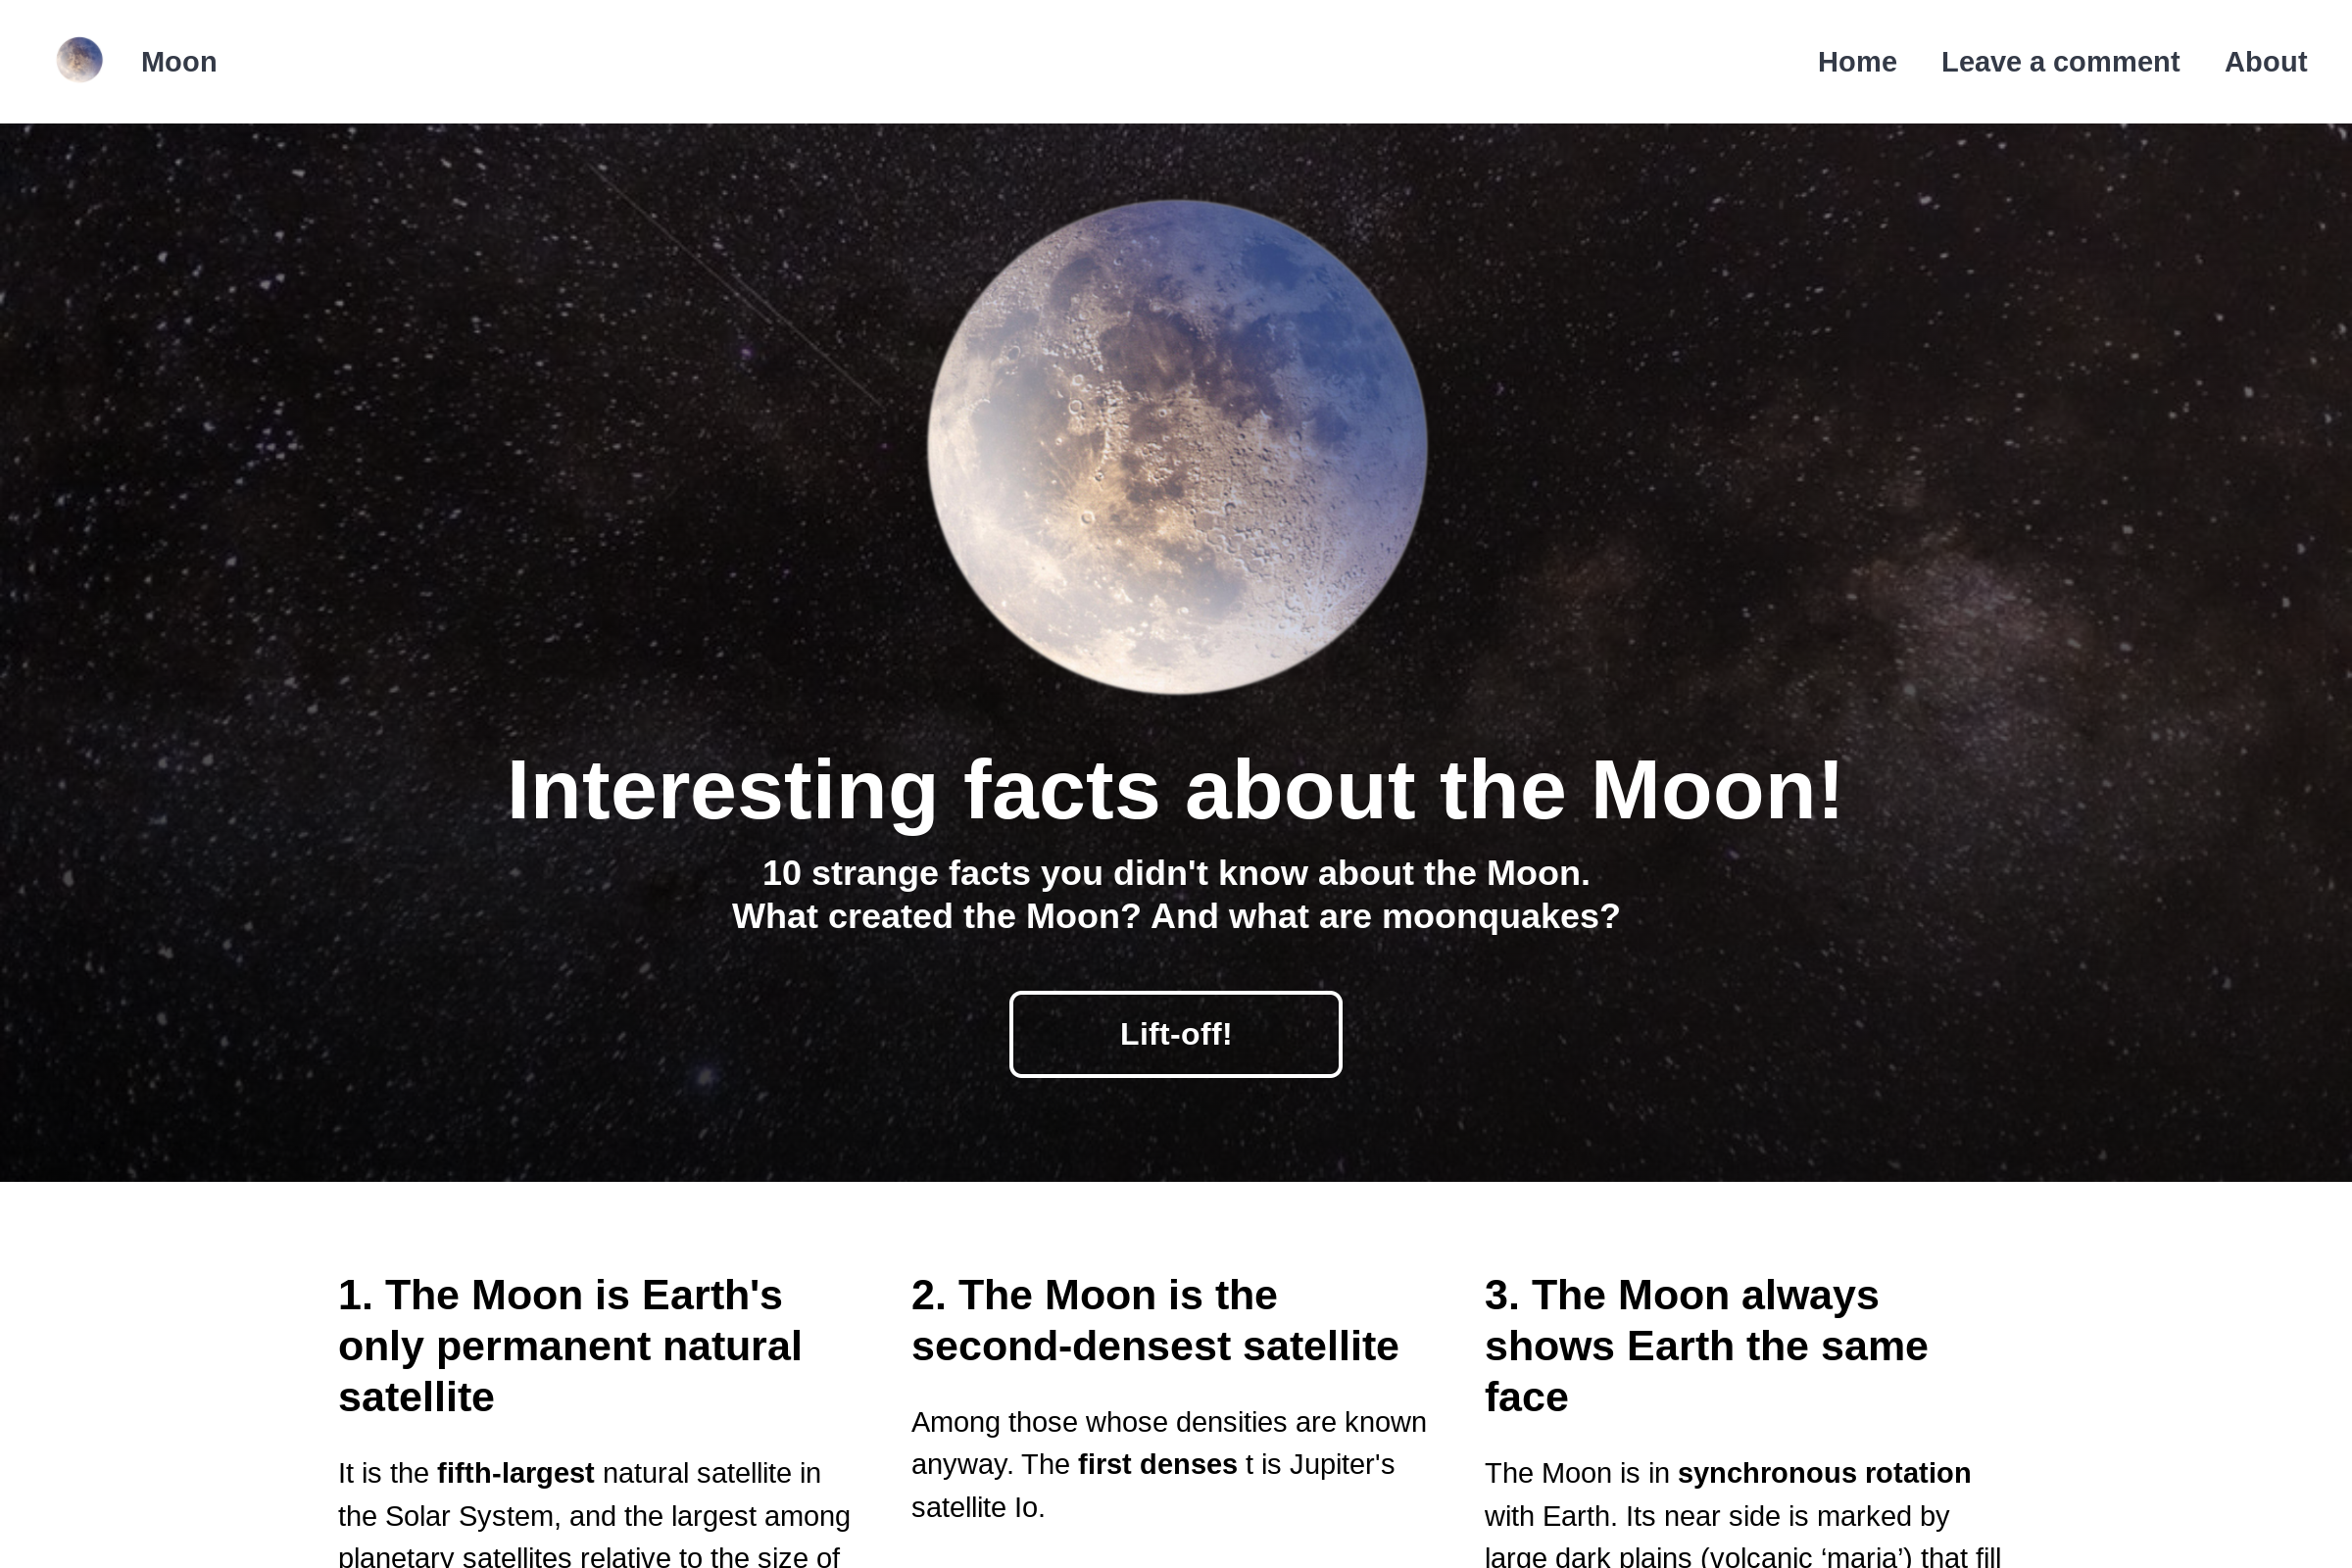 Moon
Home
Leave a comment
About
Interesting facts about the Moon!
10 strange facts you didn't know about the Moon.
What created the Moon? And what are moonquakes?
Lift-off!
1. The Moon is Earth's
only permanent natural
satellite
It is the fifth-largest natural satellite in
the Solar System, and the largest among
planetary satellites relative to the size of
2. The Moon is the
second-densest satellite
Among those whose densities are known
anyway. The first denses t is Jupiter's
satellite Io.
3. The Moon always
shows Earth the same
face
The Moon is in synchronous rotation
with Earth. Its near side is marked by
large dark plains (volcanic ‘maria’) that fill